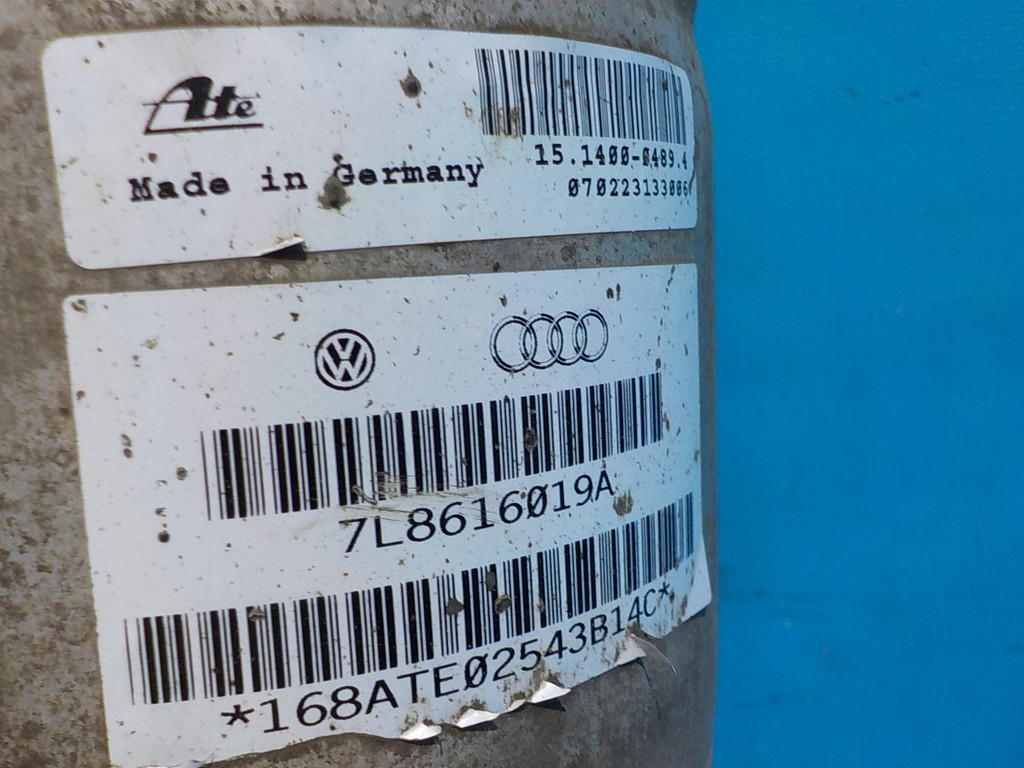 Ate
Made in Germany
15.1400-0489.4
070223133006
7L8616019A
*168ATE02543B14C*